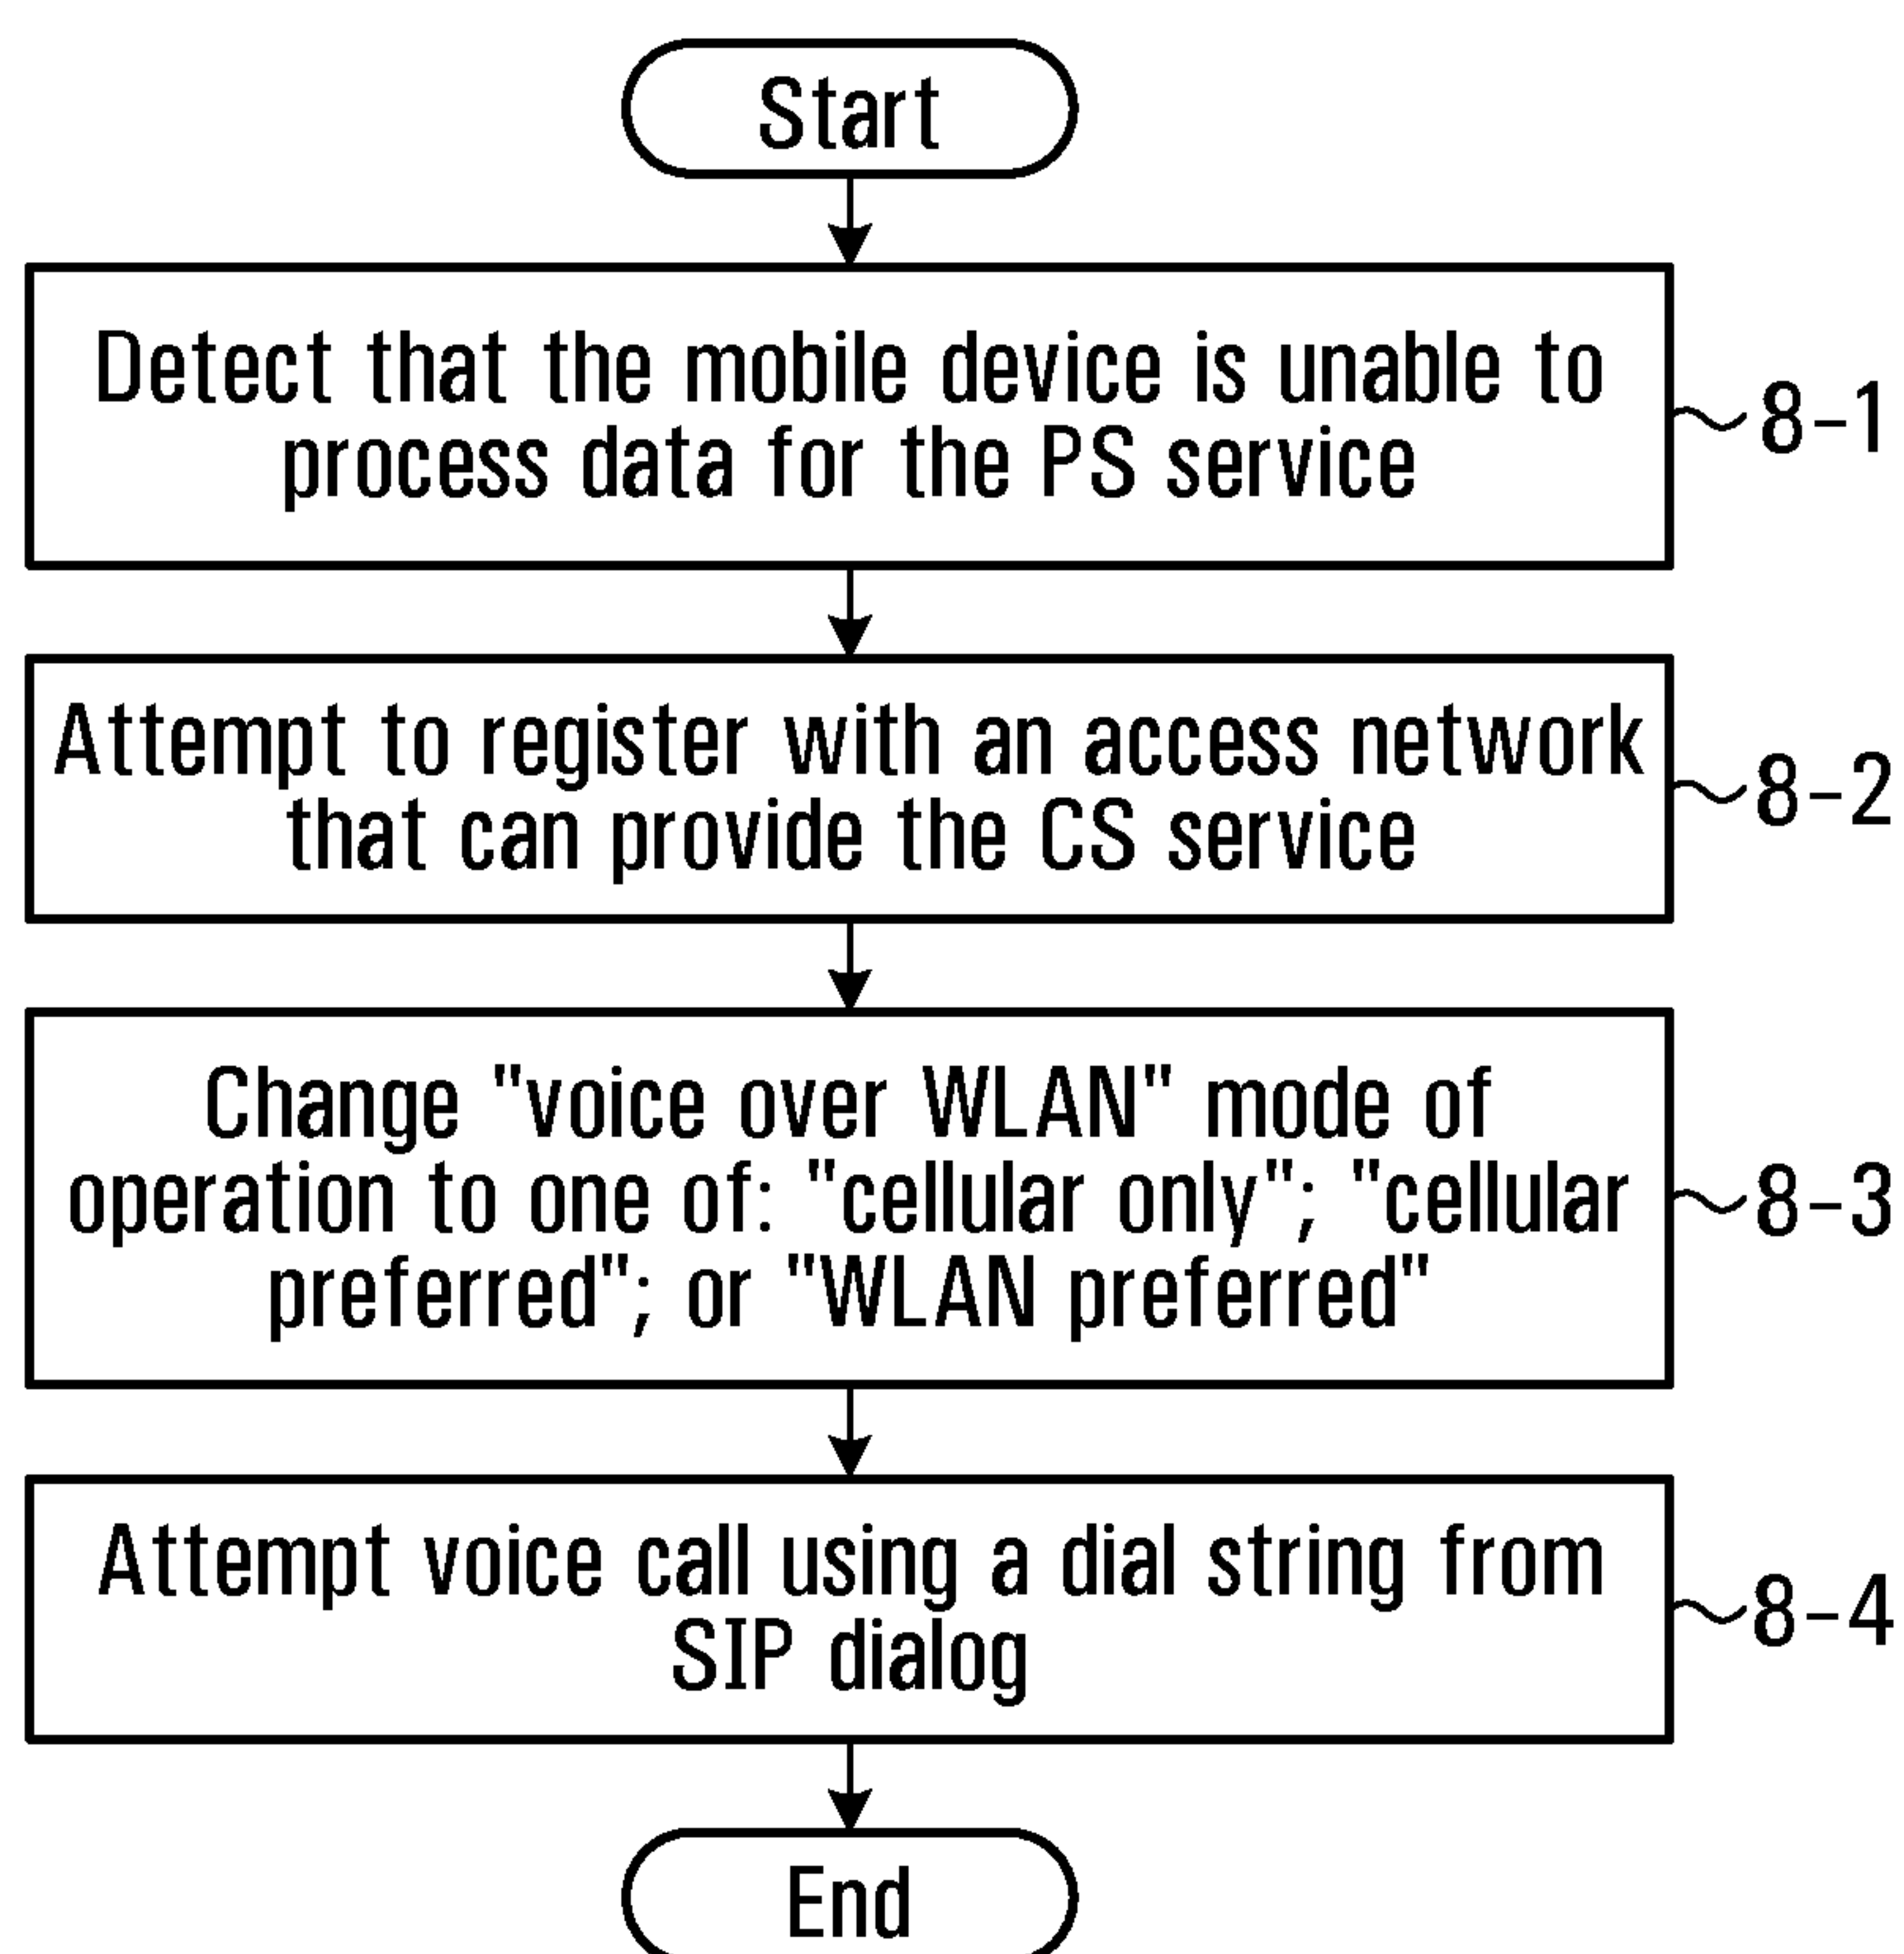 Start
Detect that the mobile device is unable to
process data for the PS service
8-1
Attempt to register with an access network
that can provide the CS service
8-2
Change "voice over WLAN" mode of
operation to one of: "cellular only"; "cellular
preferred"; or "WLAN preferred"
8-3
Attempt voice call using a dial string from
SIP dialog
8-4
End